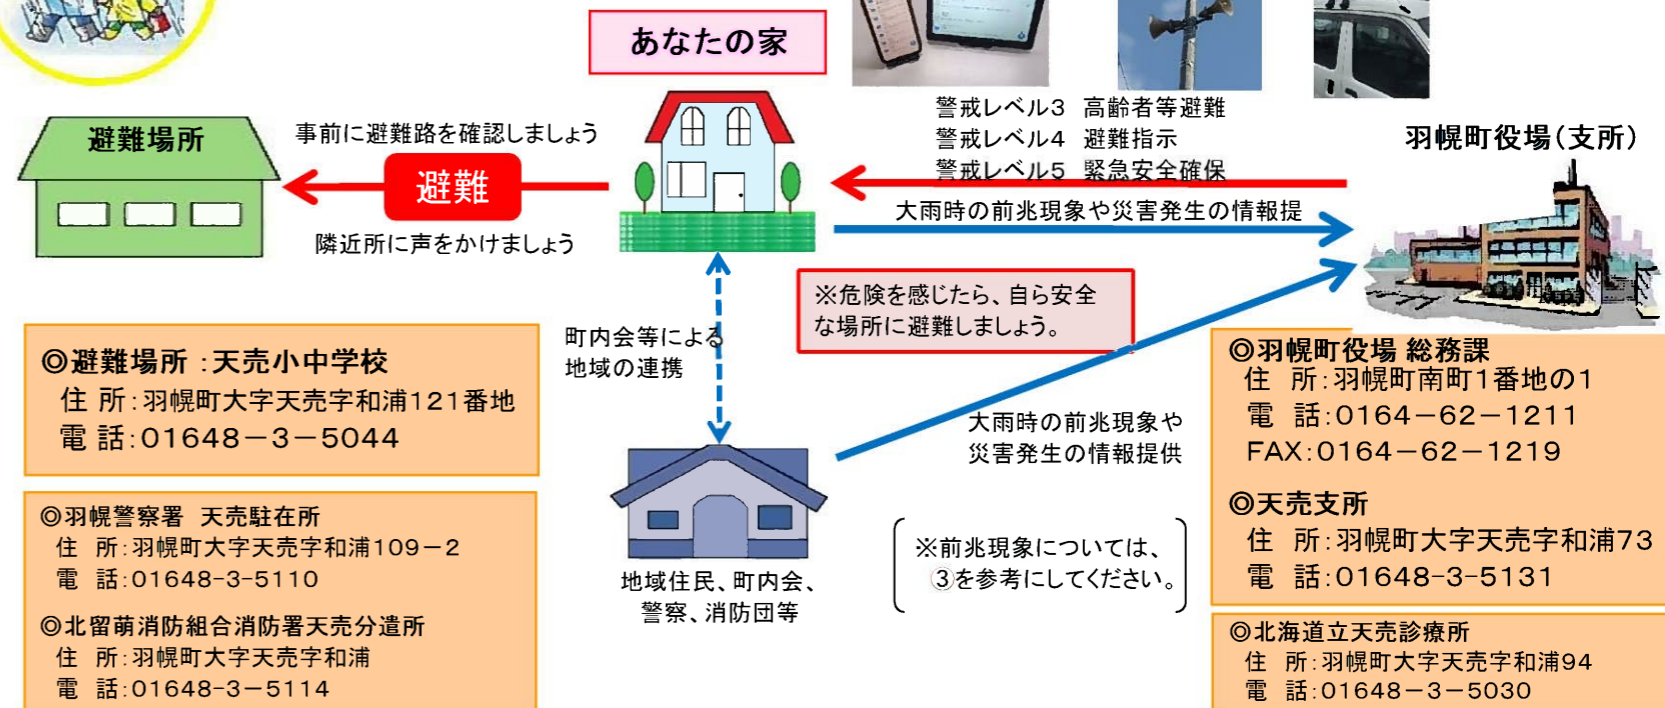 あなたの家
警戒レベル3 高齢者等避難
警戒レベル4 避難指示
警戒レベル5 緊急安全確保
羽幌町役場(支所)
避難場所
事前に避難路を確認しましょう
避難
隣近所に声をかけましょう
大雨時の前兆現象や災害発生の情報提
※危険を感じたら、自ら安全
な場所に避難しましょう。
町内会等による
地域の連携
大雨時の前兆現象や
災害発生の情報提供
地域住民、町内会、
警察、消防団等
※前兆現象については、
③を参考にしてください。
◎避難場所 :天売小中学校
住 所:羽幌町大字天売字和浦121番地
電 話:01648-3-5044
◎羽幌警察署 天売駐在所
住 所:羽幌町大字天売字和浦109-2
電 話:01648-3-5110
◎北留萌消防組合消防署天売分遣所
住 所:羽幌町大字天売字和浦
電 話:01648-3-5114
◎羽幌町役場 総務課
住 所:羽幌町南町1番地の1
電 話:0164-62-1211
FAX:0164-62-1219
◎天売支所
住 所:羽幌町大字天売字和浦73
電 話:01648-3-5131
◎北海道立天売診療所
住 所:羽幌町大字天売字和浦94
電 話:01648-3-5030